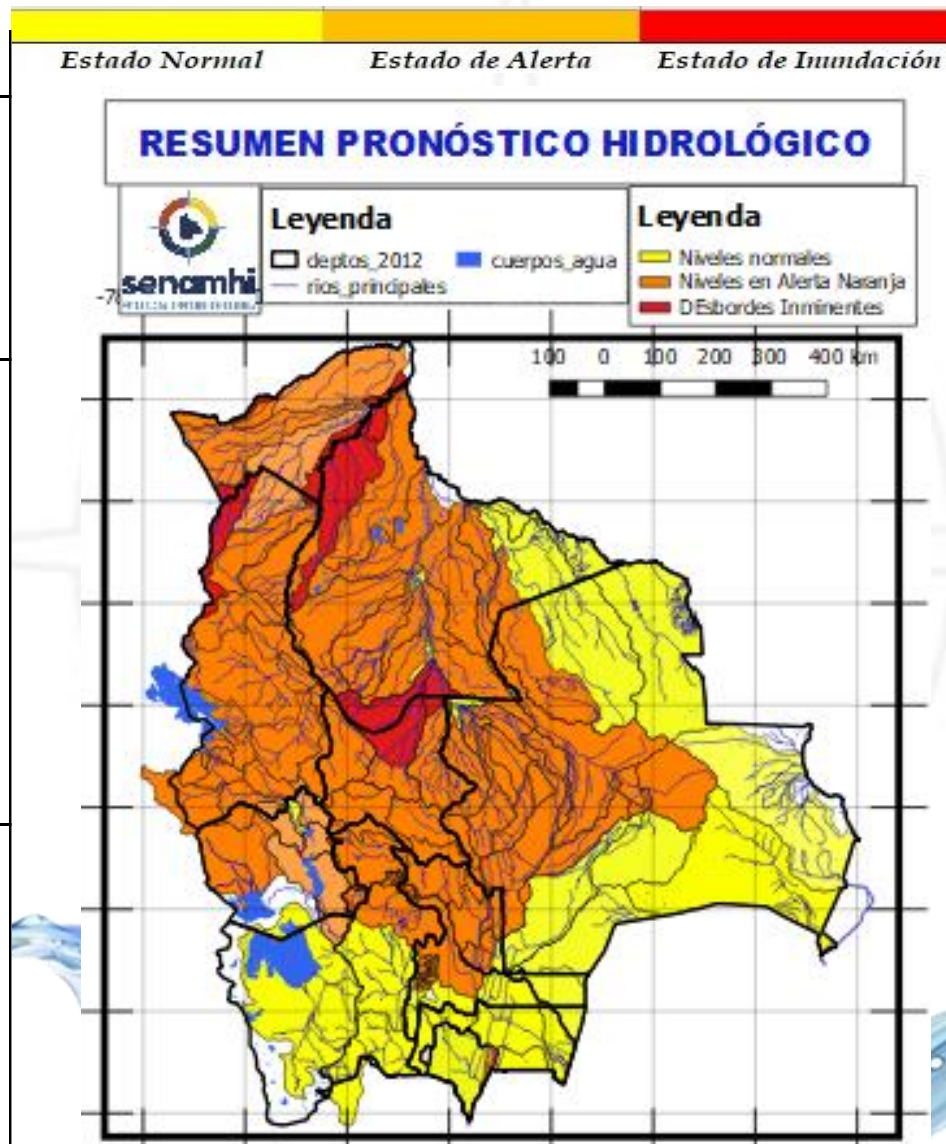 Estado Normal Estado de Alerta Estado de Inundación
RESUMEN PRONÓSTICO HIDROLÓGICO
senamhi
Leyenda
deptos_2012 cuerpos_agua
rios_principales
Leyenda
Niveles normales
Niveles en Alerta Naranja
DEsbordes Inminentes
100 0 100 200 300 400 km